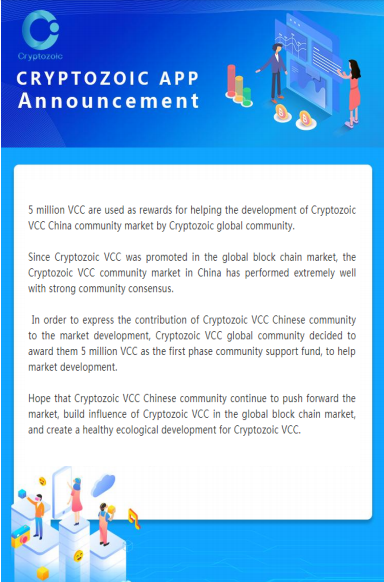 Cryptozoic
CRYPTOZOIC APP
Announcement
5 million VCC are used as rewards for helping the development of Cryptozoic
VCC China community market by Cryptozoic global community.
Since Cryptozoic VCC was promoted in the global block chain market, the
Cryptozoic VCC community market in China has performed extremely well
with strong community consensus.
In order to express the contribution of Cryptozoic VCC Chinese community
to the market development, Cryptozoic VCC global community decided to
award them 5 million VCC as the first phase community support fund, to help
market development.
Hope that Cryptozoic VCC Chinese community continue to push forward the
market, build influence of Cryptozoic VCC in the global block chain market,
and create a healthy ecological development for Cryptozoic VCC.